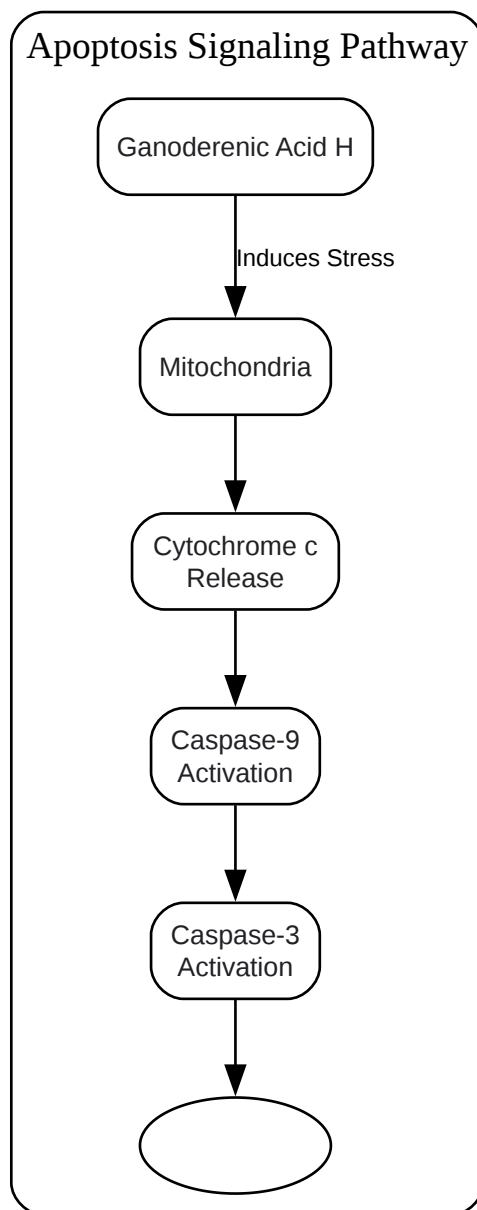 Apoptosis Signaling Pathway
Ganoderenic Acid H
Induces Stress
Mitochondria
Cytochrome c
Release
Caspase-9
Activation
Caspase-3
Activation